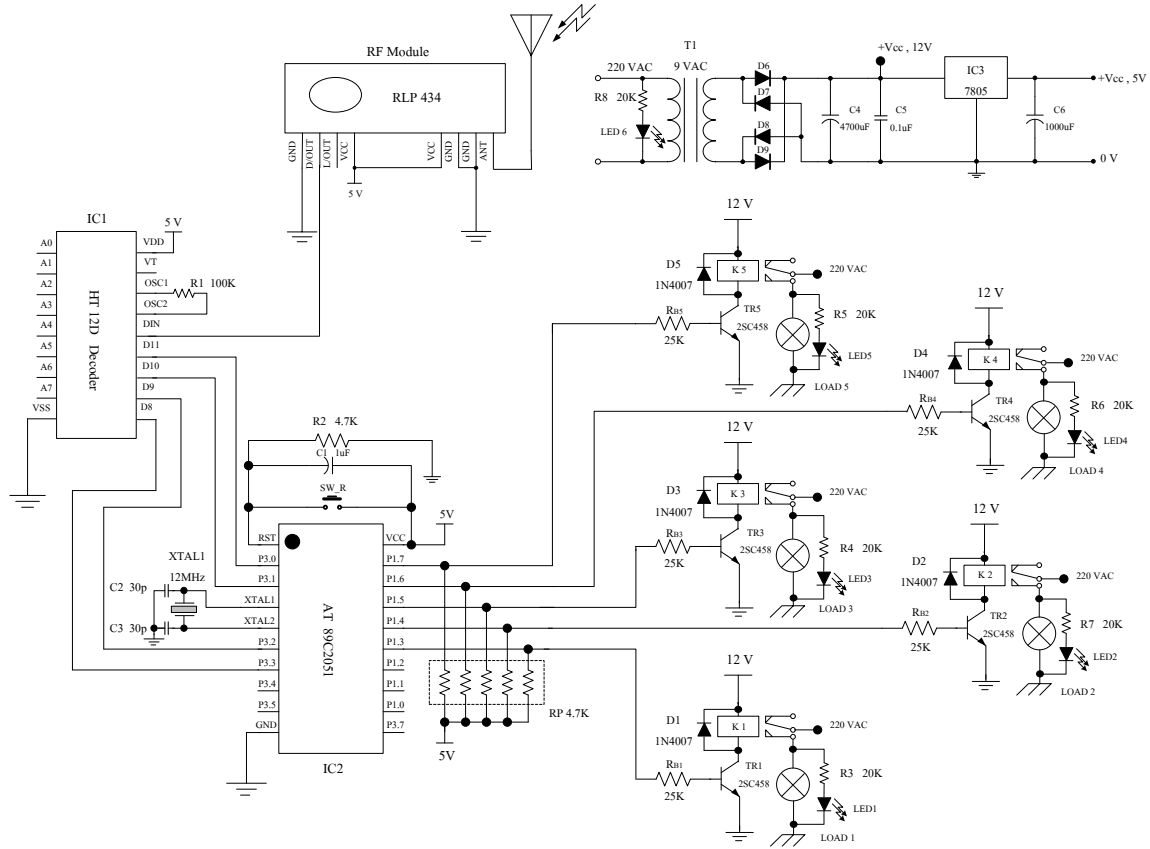 RF Module
RLP 434
GND
D/OUT
L/OUT
VCC
VCC
GND
GND
ANT
5 V
T1
220 VAC
9 VAC
R8 20K
LED 6
D6
D7
D8
D9
+Vcc , 12V
C4
4700uF
C5
0.1uF
IC3
7805
C6
1000uF
+Vcc , 5V
0 V
IC1
HT 12D Decoder
A0
A1
A2
A3
A4
A5
A6
A7
VSS
VDD
VT
OSC1
OSC2
DIN
D11
D10
D9
D8
5 V
R1 100K
R2 4.7K
C1 1uF
SW_R
5V
XTAL1
12MHz
C2 30p
C3 30p
AT 89C2051
IC2
RST
P3.0
P3.1
XTAL1
XTAL2
P3.2
P3.3
P3.4
P3.5
GND
VCC
P1.7
P1.6
P1.5
P1.4
P1.3
P1.2
P1.1
P1.0
P3.7
RP 4.7K
5V
12 V
D5
1N4007
K 5
220 VAC
RB5
25K
TR5
2SC458
R5 20K
LED5
LOAD 5
12 V
D4
1N4007
K 4
220 VAC
RB4
25K
TR4
2SC458
R6 20K
LED4
LOAD 4
12 V
D3
1N4007
K 3
220 VAC
RB3
25K
TR3
2SC458
R4 20K
LED3
LOAD 3
12 V
D2
1N4007
K 2
220 VAC
RB2
25K
TR2
2SC458
R7 20K
LED2
LOAD 2
12 V
D1
1N4007
K 1
220 VAC
RB1
25K
TR1
2SC458
R3 20K
LED1
LOAD 1